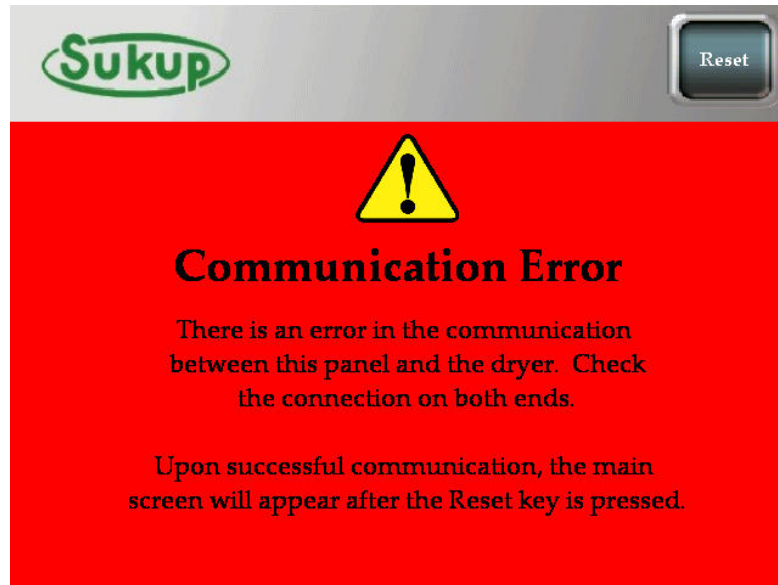 Sukup
Reset
Communication Error
There is an error in the communication
between this panel and the dryer. Check
the connection on both ends.
Upon successful communication, the main
screen will appear after the Reset key is pressed.